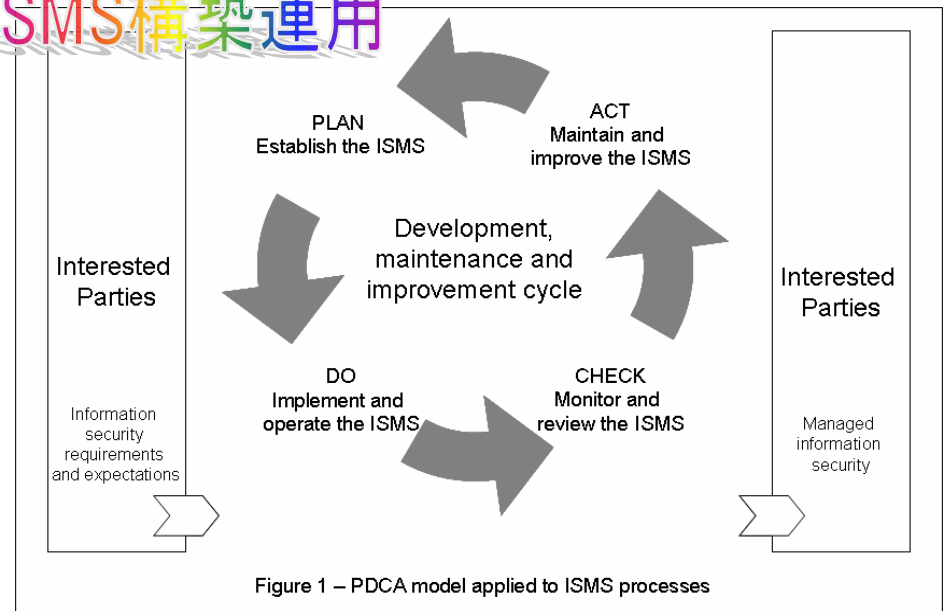 SMS構築運用
PLAN
Establish the ISMS
ACT
Maintain and
improve the ISMS
Interested
Parties
Development,
maintenance and
improvement cycle
Interested
Parties
DO
Implement and
operate the ISMS
CHECK
Monitor and
review the ISMS
Information
security
requirements
and expectations
Managed
information
security
Figure 1 – PDCA model applied to ISMS processes